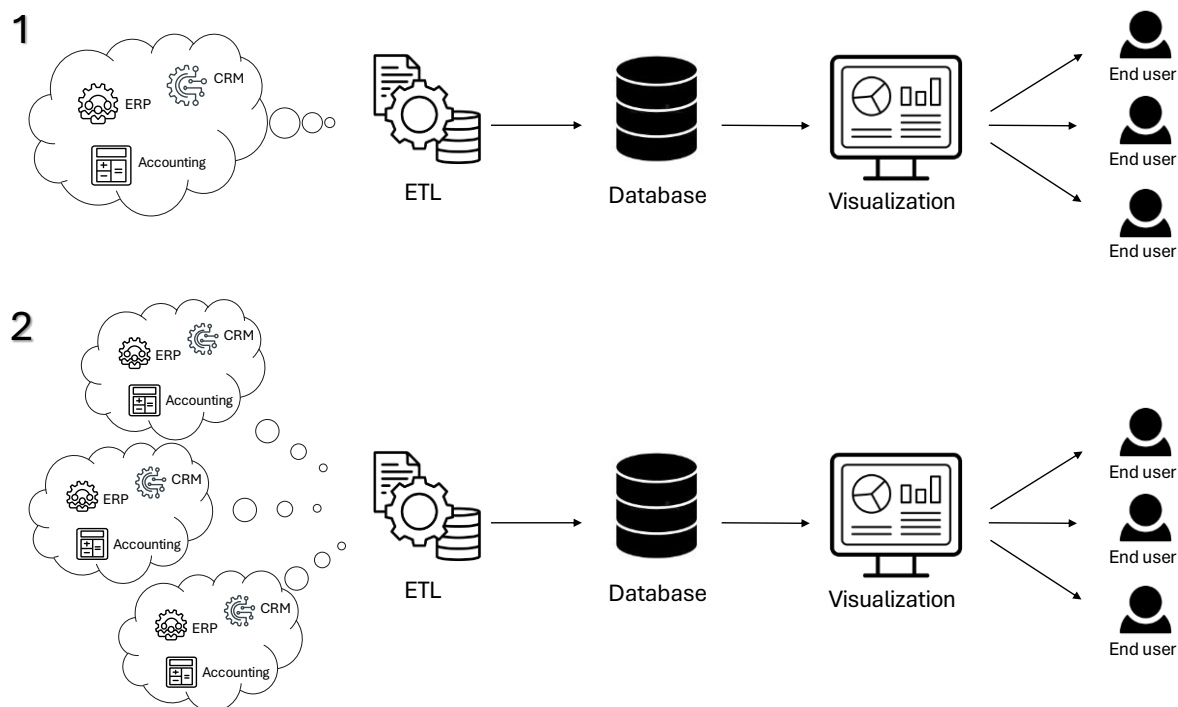 1
CRM
ERP
Accounting
ETL
Database
Visualization
End user
End user
End user
2
CRM
ERP
Accounting
CRM
ERP
Accounting
CRM
ERP
Accounting
ETL
Database
Visualization
End user
End user
End user